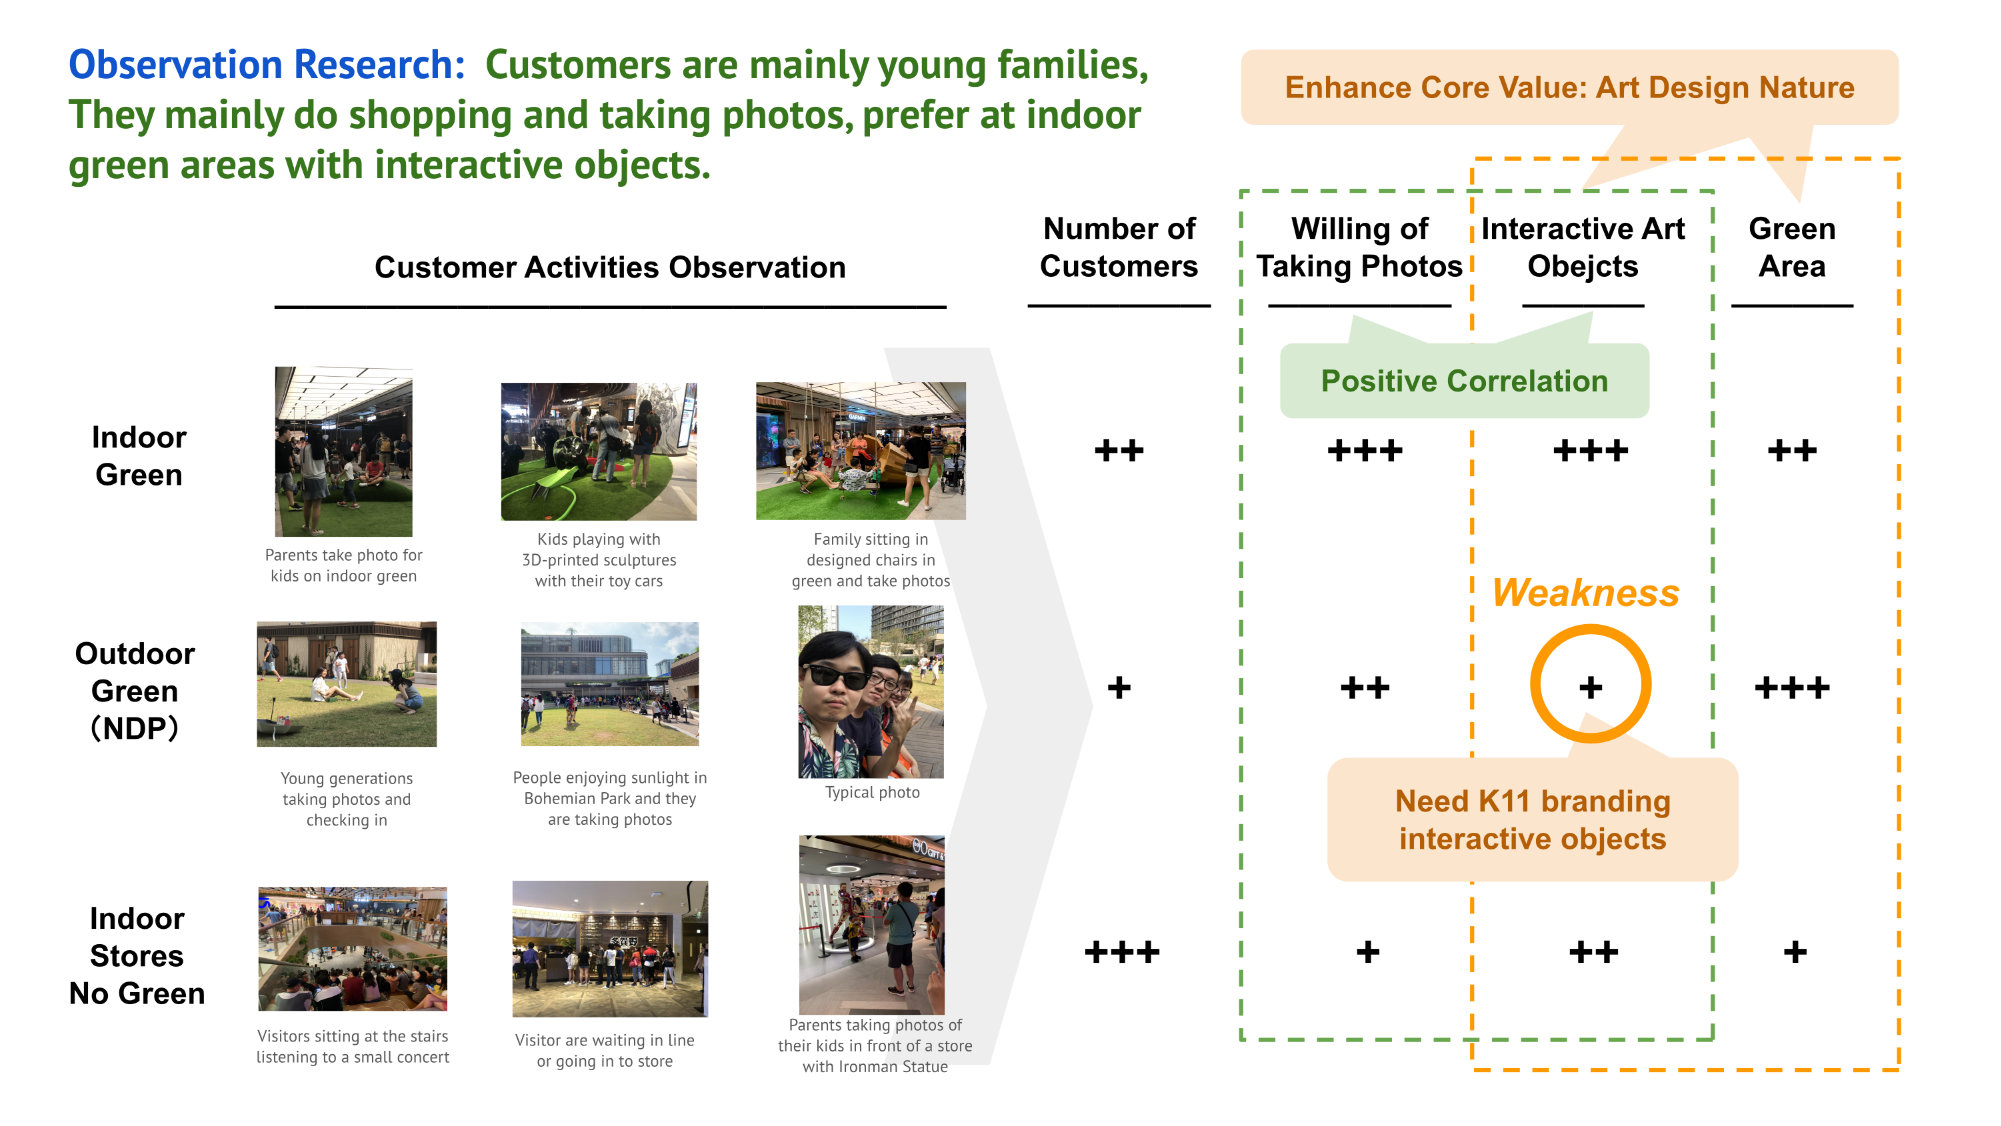 Observation Research: Customers are mainly young families,
They mainly do shopping and taking photos, prefer at indoor
green areas with interactive objects.
Enhance Core Value: Art Design Nature
Customer Activities Observation
Number of
Customers
Willing of
Taking Photos
Interactive Art
Obejcts
Green
Area
Positive Correlation
Indoor
Green
Parents take photo for
kids on indoor green
Kids playing with
3D-printed sculptures
with their toy cars
GARMIN
Family sitting in
designed chairs in
green and take photos
++
+++
+++
++
Weakness
Outdoor
Green
（NDP）
Young generations
taking photos and
checking in
People enjoying sunlight in
Bohemian Park and they
are taking photos
Typical photo
+
++
+
+++
Need K11 branding
interactive objects
Indoor
Stores
No Green
Visitors sitting at the stairs
listening to a small concert
Visitor are waiting in line
or going in to store
Parents taking photos of
their kids in front of a store
with Ironman Statue
+++
+
++
+